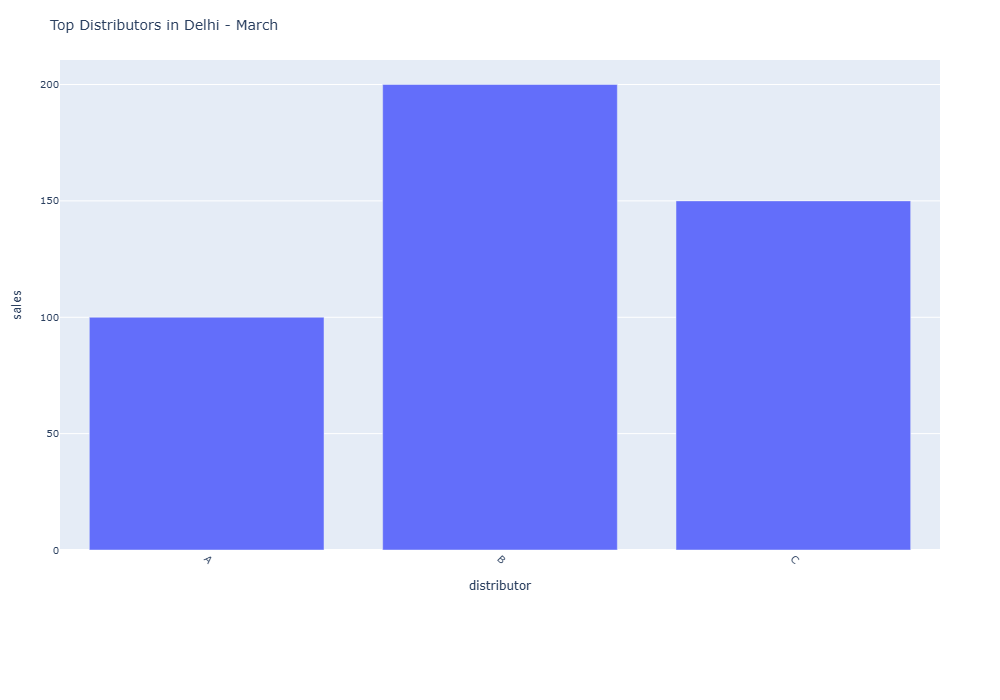 Top Distributors in Delhi - March
200
150
100
50
0
sales
A
B
C
distributor